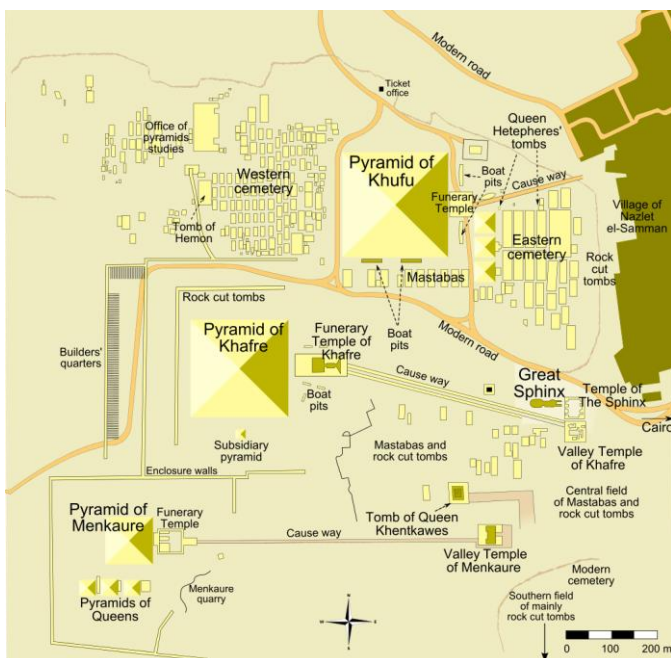 Modern road
Ticket
office
Queen
Hetepheres'
tombs
Office of
pyramids
studies
Pyramid of
Khufu
Boat
pits
Cause way
Western
cemetery
Funerary
Temple
Village of
Nazlet
el-Samman
Tomb of
Hemon
Eastern
cemetery
Rock
cut
tombs
Mastabas
Rock cut tombs
Pyramid of
Khafre
Funerary
Temple of
Khafre
Boat
pits
Modern road
Builders'
quarters
Cause way
Great
Sphinx
Temple of
The Sphinx
Boat
pits
Cairo
Subsidiary
pyramid
Mastabas and
rock cut tombs
Valley Temple
of Khafre
Enclosure walls
Central field
of Mastabas and
rock cut tombs
Pyramid of
Menkaure
Funerary
Temple
Tomb of Queen
Khentkawes
Cause way
Valley Temple
of Menkaure
Modern
cemetery
Menkaure
quarry
Pyramids of
Queens
Southern field
of mainly
rock cut tombs
N
W
E
S
0 100 200 m